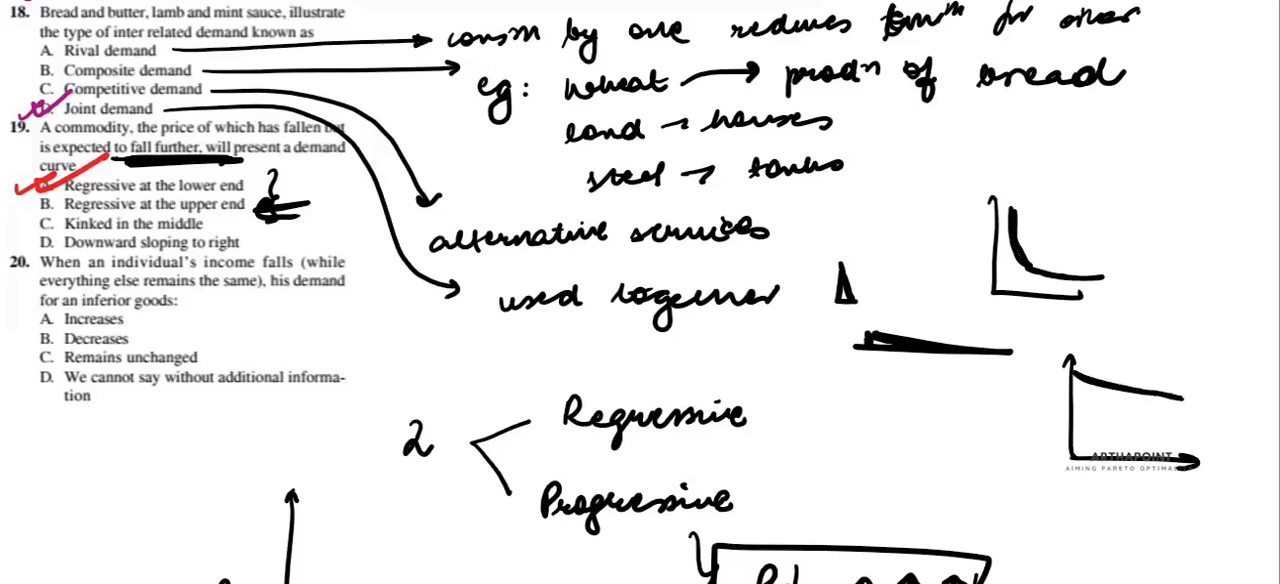 18. Bread and butter, lamb and mint sauce, illustrate
the type of inter related demand known as
A. Rival demand
B. Composite demand
C. Competitive demand
Joint demand
19. A commodity, the price of which has fallen but
is expected to fall further, will present a demand
curve
Regressive at the lower end
B. Regressive at the upper end ?
C. Kinked in the middle
D. Downward sloping to right
20. When an individual's income falls (while
everything else remains the same), his demand
for an inferior goods:
A. Increases
B. Decreases
C. Remains unchanged
D. We cannot say without additional informa-
tion
consm by one reduces for other
eg: wheat → prodn of bread
land → houses
steel → tanks
alternative services
used together
2
Regressive
Progressive
ARTHAPOINT
AIMING PARETO